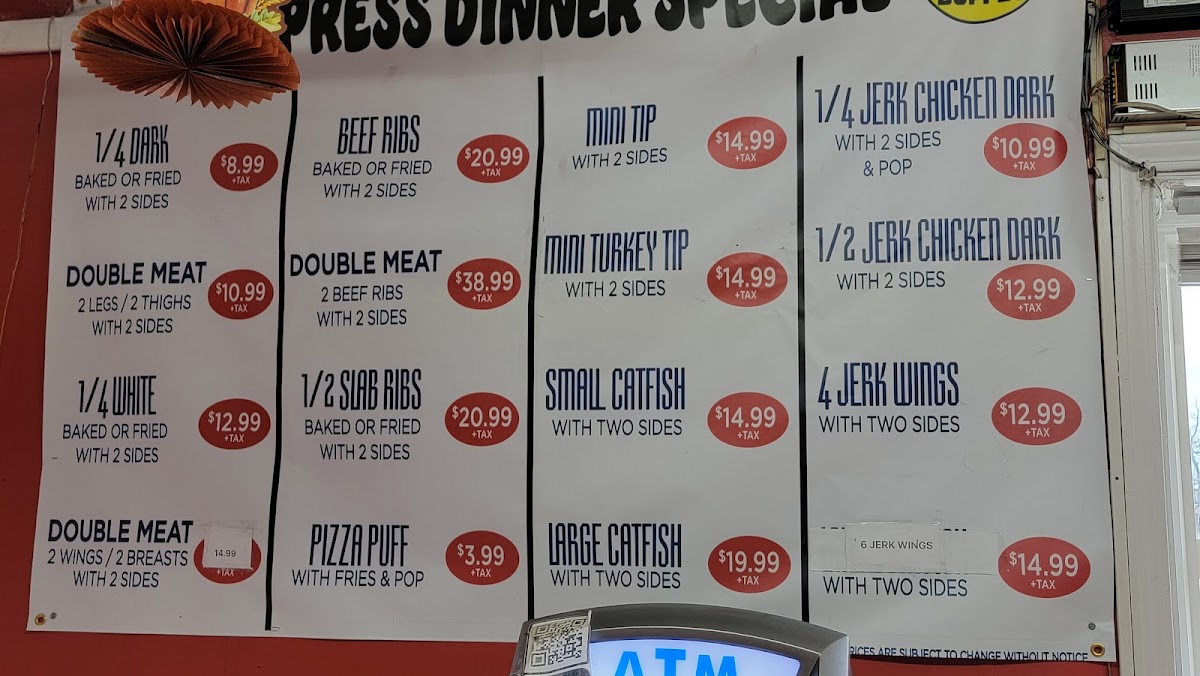 PRESS DINNER SPECIAL
1/4 DARK
BAKED OR FRIED
WITH 2 SIDES
$8.99
+TAX
DOUBLE MEAT
2 LEGS / 2 THIGHS
WITH 2 SIDES
$10.99
+TAX
1/4 WHITE
BAKED OR FRIED
WITH 2 SIDES
$12.99
+TAX
DOUBLE MEAT
2 WINGS / 2 BREASTS
WITH 2 SIDES
14.99
+TAX
BEEF RIBS
BAKED OR FRIED
WITH 2 SIDES
$20.99
+TAX
DOUBLE MEAT
2 BEEF RIBS
WITH 2 SIDES
$38.99
+TAX
1/2 SLAB RIBS
BAKED OR FRIED
WITH 2 SIDES
$20.99
+TAX
PIZZA PUFF
WITH FRIES & POP
$3.99
+TAX
MINI TIP
WITH 2 SIDES
$14.99
+TAX
MINI TURKEY TIP
WITH 2 SIDES
$14.99
+TAX
SMALL CATFISH
WITH TWO SIDES
$14.99
+TAX
LARGE CATFISH
WITH TWO SIDES
$19.99
+TAX
1/4 JERK CHICKEN DARK
WITH 2 SIDES
& POP
$10.99
+TAX
1/2 JERK CHICKEN DARK
WITH 2 SIDES
$12.99
+TAX
4 JERK WINGS
WITH TWO SIDES
$12.99
+TAX
6 JERK WINGS
WITH TWO SIDES
$14.99
+TAX
RICES ARE SUBJECT TO CHANGE WITHOUT NOTICE
ATM